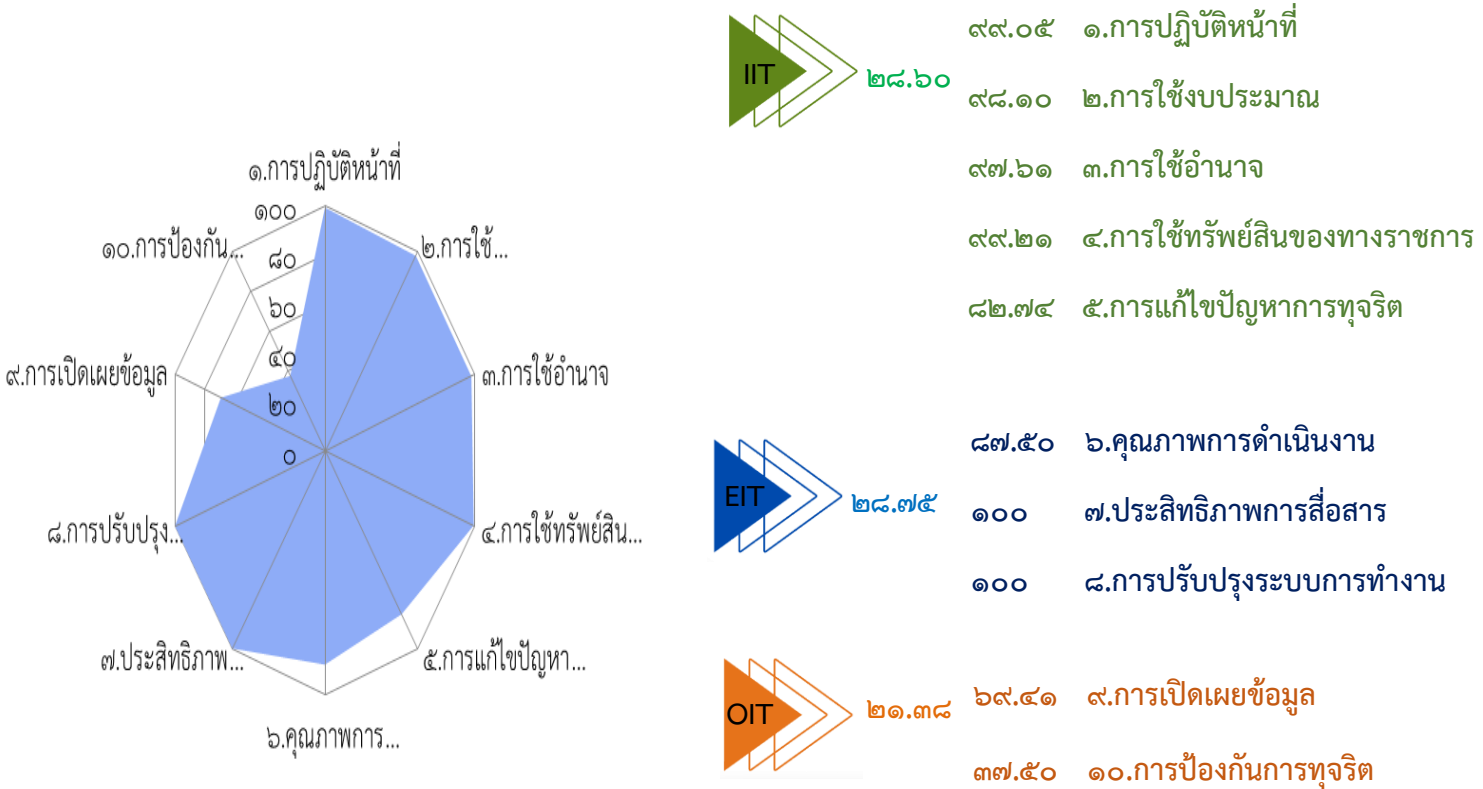 ๑.การปฏิบัติหน้าที่
๑๐๐
๑๐.การป้องกัน...
๒.การใช้...
๘๐
๖๐
๔๐
๙.การเปิดเผยข้อมูล
๓.การใช้อำนาจ
๒๐
๐
๘.การปรับปรุง...
๔.การใช้ทรัพย์สิน...
๗.ประสิทธิภาพ...
๕.การแก้ไขปัญหา...
๖.คุณภาพการ...
IIT
๒๘.๖๐
๙๙.๐๕ ๑.การปฏิบัติหน้าที่
๙๘.๑๐ ๒.การใช้งบประมาณ
๙๗.๖๑ ๓.การใช้อำนาจ
๙๙.๒๑ ๔.การใช้ทรัพย์สินของทางราชการ
๘๒.๗๔ ๕.การแก้ไขปัญหาการทุจริต
EIT
๒๘.๗๕
๘๗.๕๐ ๖.คุณภาพการดำเนินงาน
๑๐๐ ๗.ประสิทธิภาพการสื่อสาร
๑๐๐ ๘.การปรับปรุงระบบการทำงาน
OIT
๒๑.๓๘
๖๙.๔๑ ๙.การเปิดเผยข้อมูล
๓๗.๕๐ ๑๐.การป้องกันการทุจริต